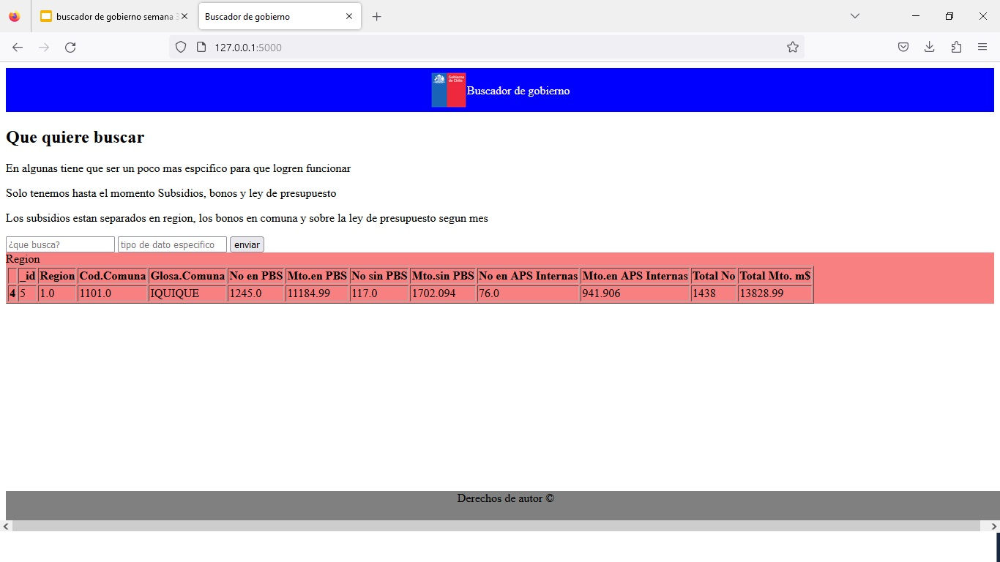 buscador de gobierno semana 3
Buscador de gobierno
127.0.0.1:5000
Gobierno
de Chile
Buscador de gobierno
Que quiere buscar
En algunas tiene que ser un poco mas espcifico para que logren funcionar
Solo tenemos hasta el momento Subsidios, bonos y ley de presupuesto
Los subsidios estan separados en region, los bonos en comuna y sobre la ley de presupuesto segun mes
¿que busca? tipo de dato especifico enviar
Region
_id Region Cod.Comuna Glosa.Comuna No en PBS Mto.en PBS No sin PBS Mto.sin PBS No en APS Internas Mto.en APS Internas Total No Total Mto. m$
4 5 1.0 1101.0 IQUIQUE 1245.0 11184.99 117.0 1702.094 76.0 941.906 1438 13828.99
Derechos de autor ©